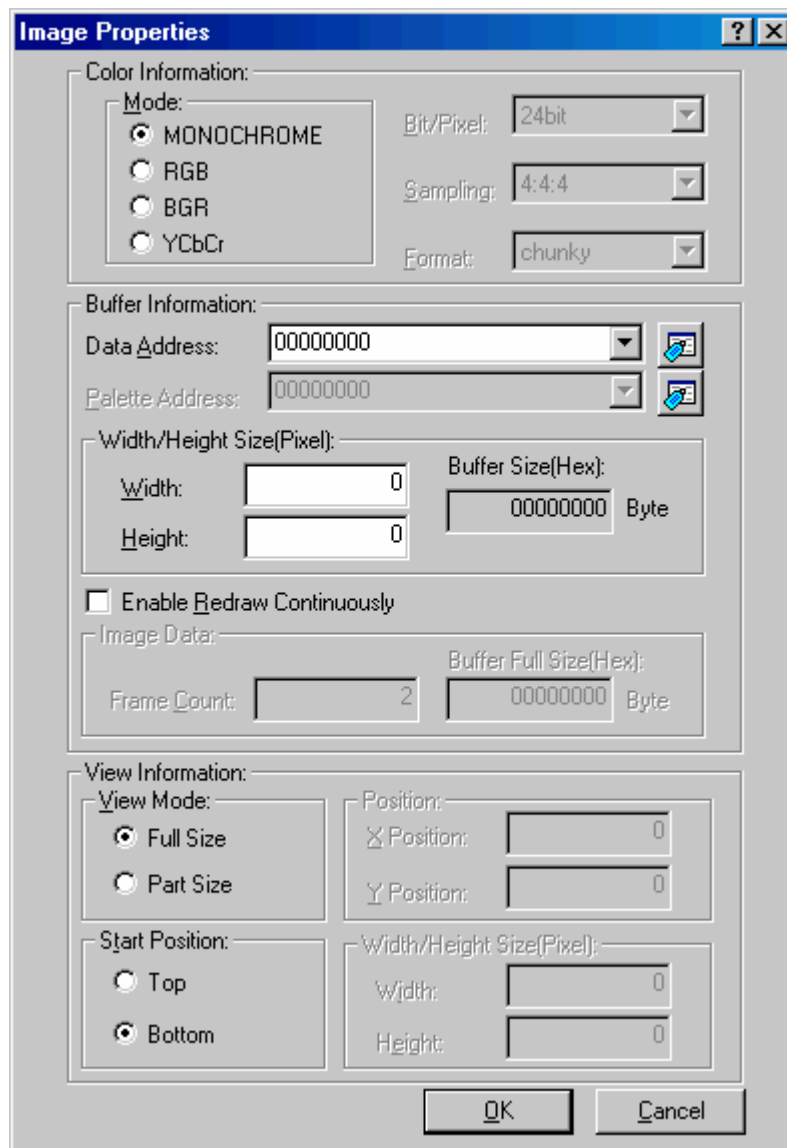 Image Properties
Color Information:
Mode:
MONOCHROME
RGB
BGR
YCbCr
Bit/Pixel: 24bit
Sampling: 4:4:4
Format: chunky
Buffer Information:
Data Address: 00000000
Palette Address: 00000000
Width/Height Size(Pixel):
Width: 0
Height: 0
Buffer Size(Hex):
00000000 Byte
Enable Redraw Continuously
Image Data:
Frame Count: 2
Buffer Full Size(Hex):
00000000 Byte
View Information:
View Mode:
Full Size
Part Size
Position:
X Position: 0
Y Position: 0
Start Position:
Top
Bottom
Width/Height Size(Pixel):
Width: 0
Height: 0
OK Cancel